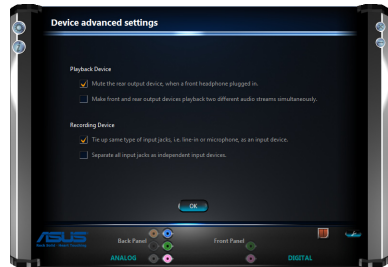 Device advanced settings
Playback Device
Mute the rear output device, when a front headphone plugged in.
Make front and rear output devices playback two different audio streams simultaneously.
Recording Device
Tie up same type of input jacks, i.e. line-in or microphone, as an input device.
Separate all input jacks as independent input devices.
OK
ASUS
Back Panel
Front Panel
ANALOG
DIGITAL